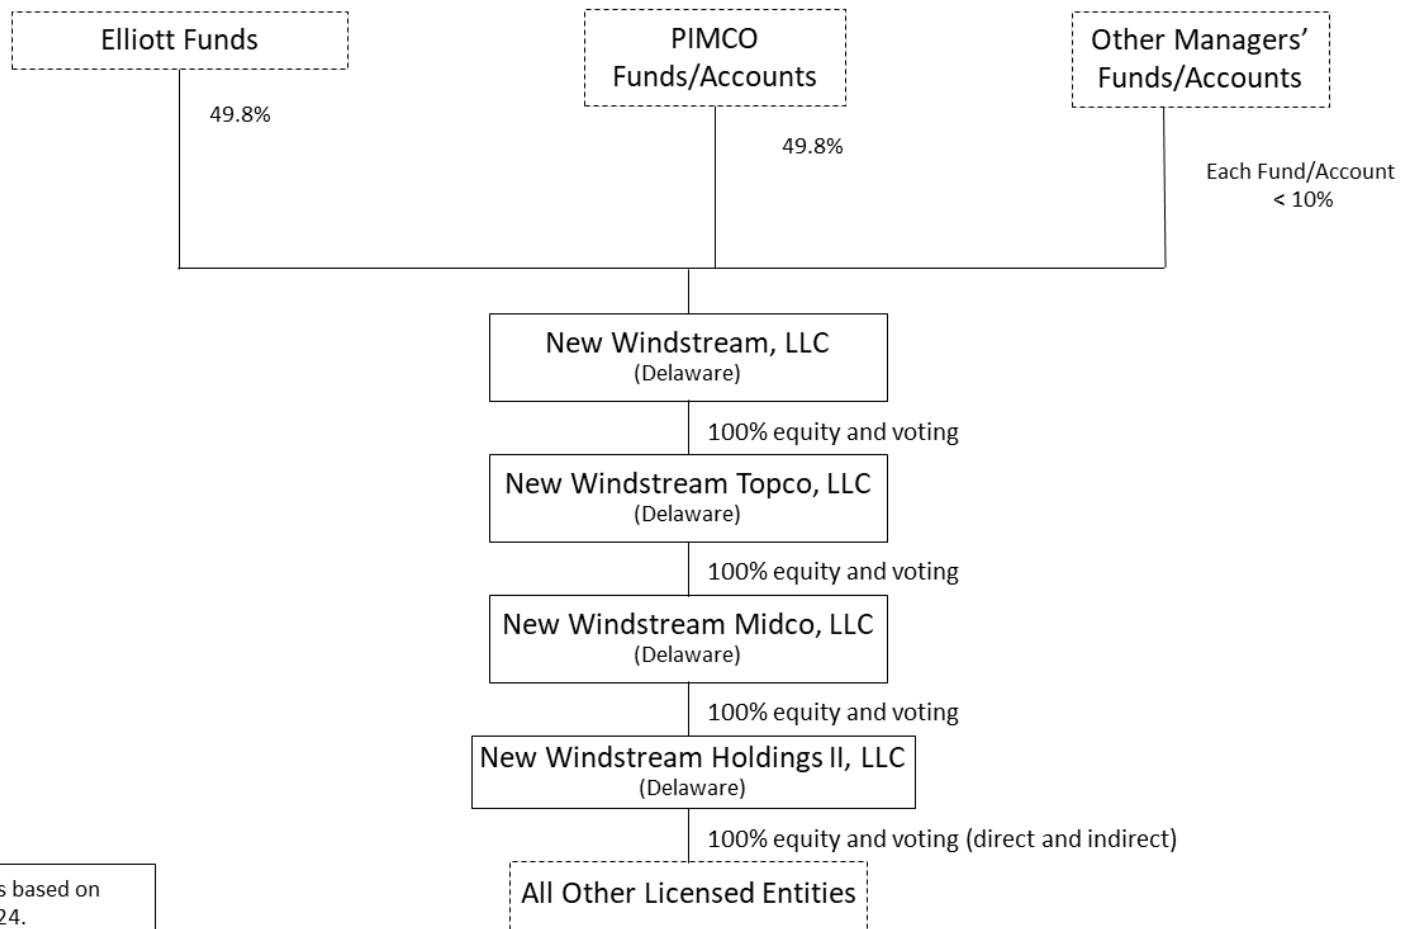 Elliott Funds
PIMCO
Funds/Accounts
Other Managers’
Funds/Accounts
49.8%
49.8%
Each Fund/Account
< 10%
New Windstream, LLC
(Delaware)
100% equity and voting
New Windstream Topco, LLC
(Delaware)
100% equity and voting
New Windstream Midco, LLC
(Delaware)
100% equity and voting
New Windstream Holdings II, LLC
(Delaware)
100% equity and voting (direct and indirect)
All Other Licensed Entities
s based on
24.